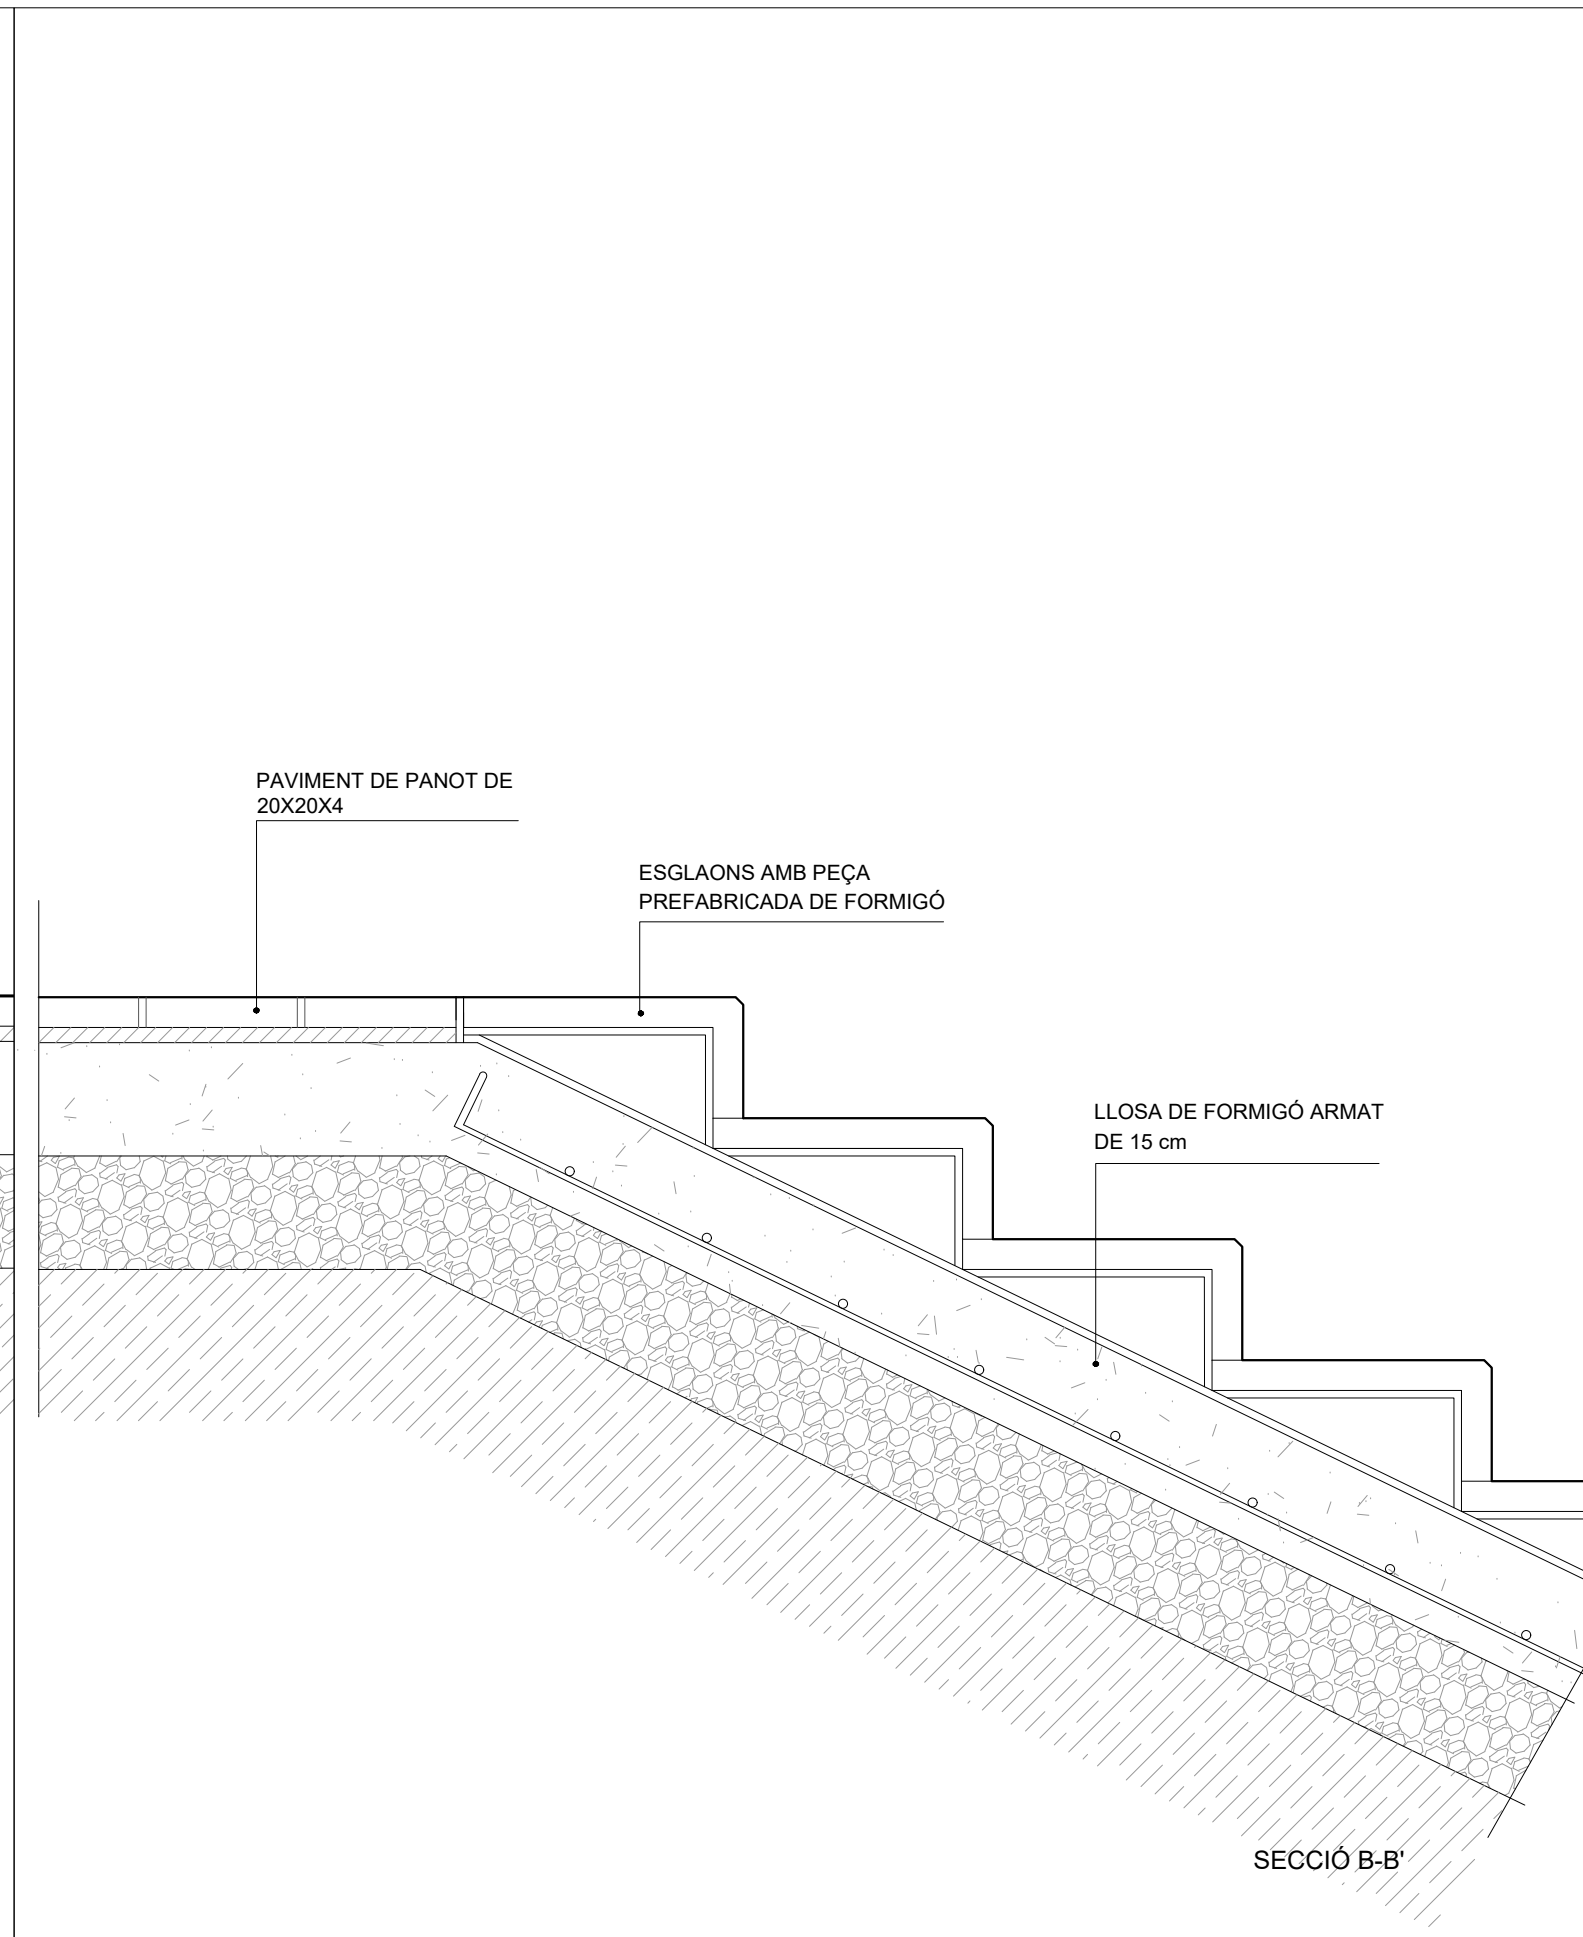 PAVIMENT DE PANOT DE
20X20X4
ESGLAONS AMB PEÇA
PREFABRICADA DE FORMIGÓ
LLOSA DE FORMIGÓ ARMAT
DE 15 cm
SECCIÓ B-B'